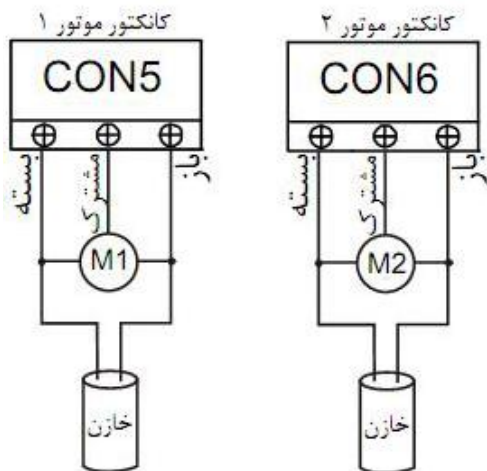 کانکتور موتور ۱
CON5
بسته
مشترک
باز
M1
خازن
کانکتور موتور ۲
CON6
بسته
مشترک
باز
M2
خازن